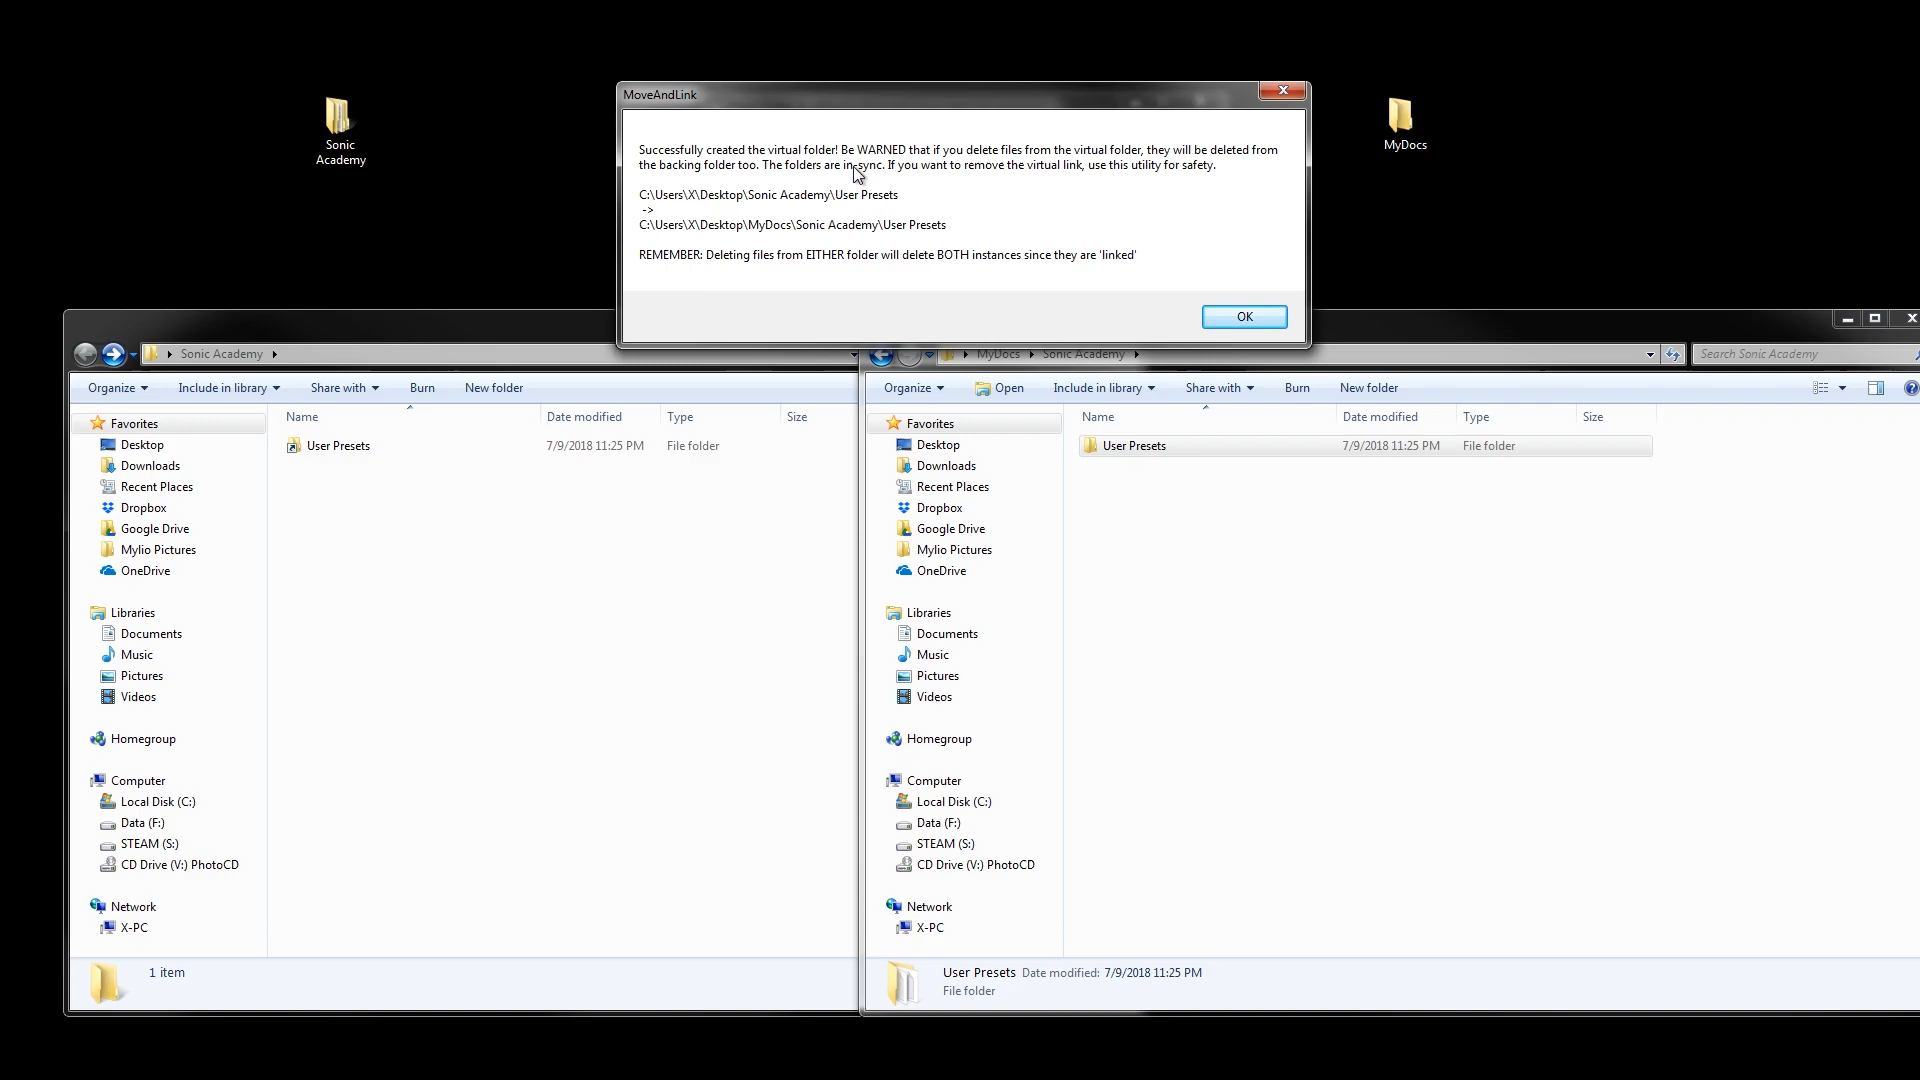 Sonic
Academy
MyDocs
MoveAndLink
Successfully created the virtual folder! Be WARNED that if you delete files from the virtual folder, they will be deleted from
the backing folder too. The folders are in sync. If you want to remove the virtual link, use this utility for safety.
C:\Users\X\Desktop\Sonic Academy\User Presets
->
C:\Users\X\Desktop\MyDocs\Sonic Academy\User Presets
REMEMBER: Deleting files from EITHER folder will delete BOTH instances since they are 'linked'
OK
Sonic Academy
Organize
Include in library
Share with
Burn
New folder
Name
Date modified
Type
Size
User Presets
7/9/2018 11:25 PM
File folder
Favorites
Desktop
Downloads
Recent Places
Dropbox
Google Drive
Mylio Pictures
OneDrive
Libraries
Documents
Music
Pictures
Videos
Homegroup
Computer
Local Disk (C:)
Data (F:)
STEAM (S:)
CD Drive (V:) PhotoCD
Network
X-PC
1 item
MyDocs
Sonic Academy
Search Sonic Academy
Organize
Open
Include in library
Share with
Burn
New folder
Name
Date modified
Type
Size
User Presets
7/9/2018 11:25 PM
File folder
Favorites
Desktop
Downloads
Recent Places
Dropbox
Google Drive
Mylio Pictures
OneDrive
Libraries
Documents
Music
Pictures
Videos
Homegroup
Computer
Local Disk (C:)
Data (F:)
STEAM (S:)
CD Drive (V:) PhotoCD
Network
X-PC
User Presets Date modified: 7/9/2018 11:25 PM
File folder